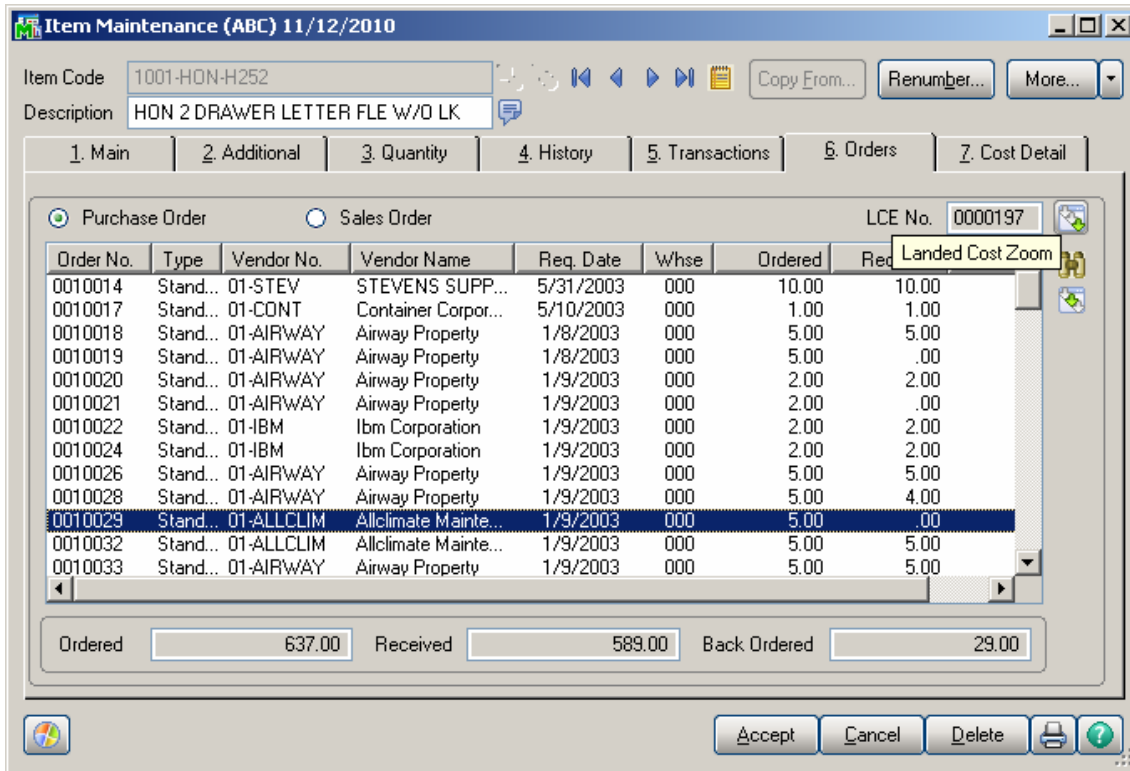 Item Maintenance (ABC) 11/12/2010
Item Code 1001-HON-H252 Copy From... Renumber... More...
Description HON 2 DRAWER LETTER FLE W/O LK
1. Main 2. Additional 3. Quantity 4. History 5. Transactions 6. Orders 7. Cost Detail
Purchase Order Sales Order LCE No. 0000197
Landed Cost Zoom
Order No. Type Vendor No. Vendor Name Req. Date Whse Ordered Rec
0010014 Stand... 01-STEV STEVENS SUPP... 5/31/2003 000 10.00 10.00
0010017 Stand... 01-CONT Container Corpor... 5/10/2003 000 1.00 1.00
0010018 Stand... 01-AIRWAY Airway Property 1/8/2003 000 5.00 5.00
0010019 Stand... 01-AIRWAY Airway Property 1/8/2003 000 5.00 .00
0010020 Stand... 01-AIRWAY Airway Property 1/9/2003 000 2.00 2.00
0010021 Stand... 01-AIRWAY Airway Property 1/9/2003 000 2.00 .00
0010022 Stand... 01-IBM Ibm Corporation 1/9/2003 000 2.00 2.00
0010024 Stand... 01-IBM Ibm Corporation 1/9/2003 000 2.00 2.00
0010026 Stand... 01-AIRWAY Airway Property 1/9/2003 000 5.00 5.00
0010028 Stand... 01-AIRWAY Airway Property 1/9/2003 000 5.00 4.00
0010029 Stand... 01-ALLCLIM Allclimate Mainte... 1/9/2003 000 5.00 .00
0010032 Stand... 01-ALLCLIM Allclimate Mainte... 1/9/2003 000 5.00 5.00
0010033 Stand... 01-AIRWAY Airway Property 1/9/2003 000 5.00 5.00
Ordered 637.00 Received 589.00 Back Ordered 29.00
Accept Cancel Delete